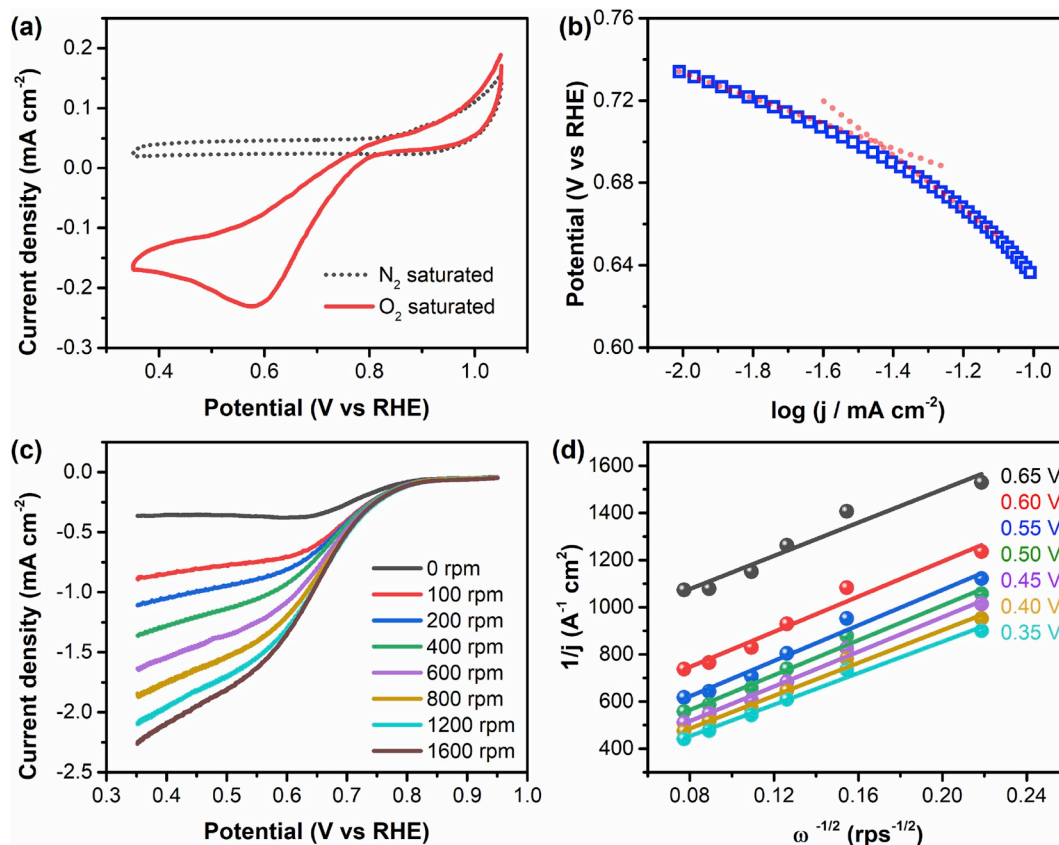 (a)
0.2
0.1
0.0
-0.1
-0.2
-0.3
Current density (mA cm⁻²)
N₂ saturated
O₂ saturated
0.4 0.6 0.8 1.0
Potential (V vs RHE)
(b)
0.76
0.72
0.68
0.64
0.60
Potential (V vs RHE)
-2.0 -1.8 -1.6 -1.4 -1.2 -1.0
log (j / mA cm⁻²)
(c)
0.0
-0.5
-1.0
-1.5
-2.0
-2.5
Current density (mA cm⁻²)
0 rpm
100 rpm
200 rpm
400 rpm
600 rpm
800 rpm
1200 rpm
1600 rpm
0.3 0.4 0.5 0.6 0.7 0.8 0.9 1.0
Potential (V vs RHE)
(d)
1600
1400
1200
1000
800
600
400
1/j (A⁻¹ cm²)
0.65 V
0.60 V
0.55 V
0.50 V
0.45 V
0.40 V
0.35 V
0.08 0.12 0.16 0.20 0.24
ω⁻¹/² (rps⁻¹/²)